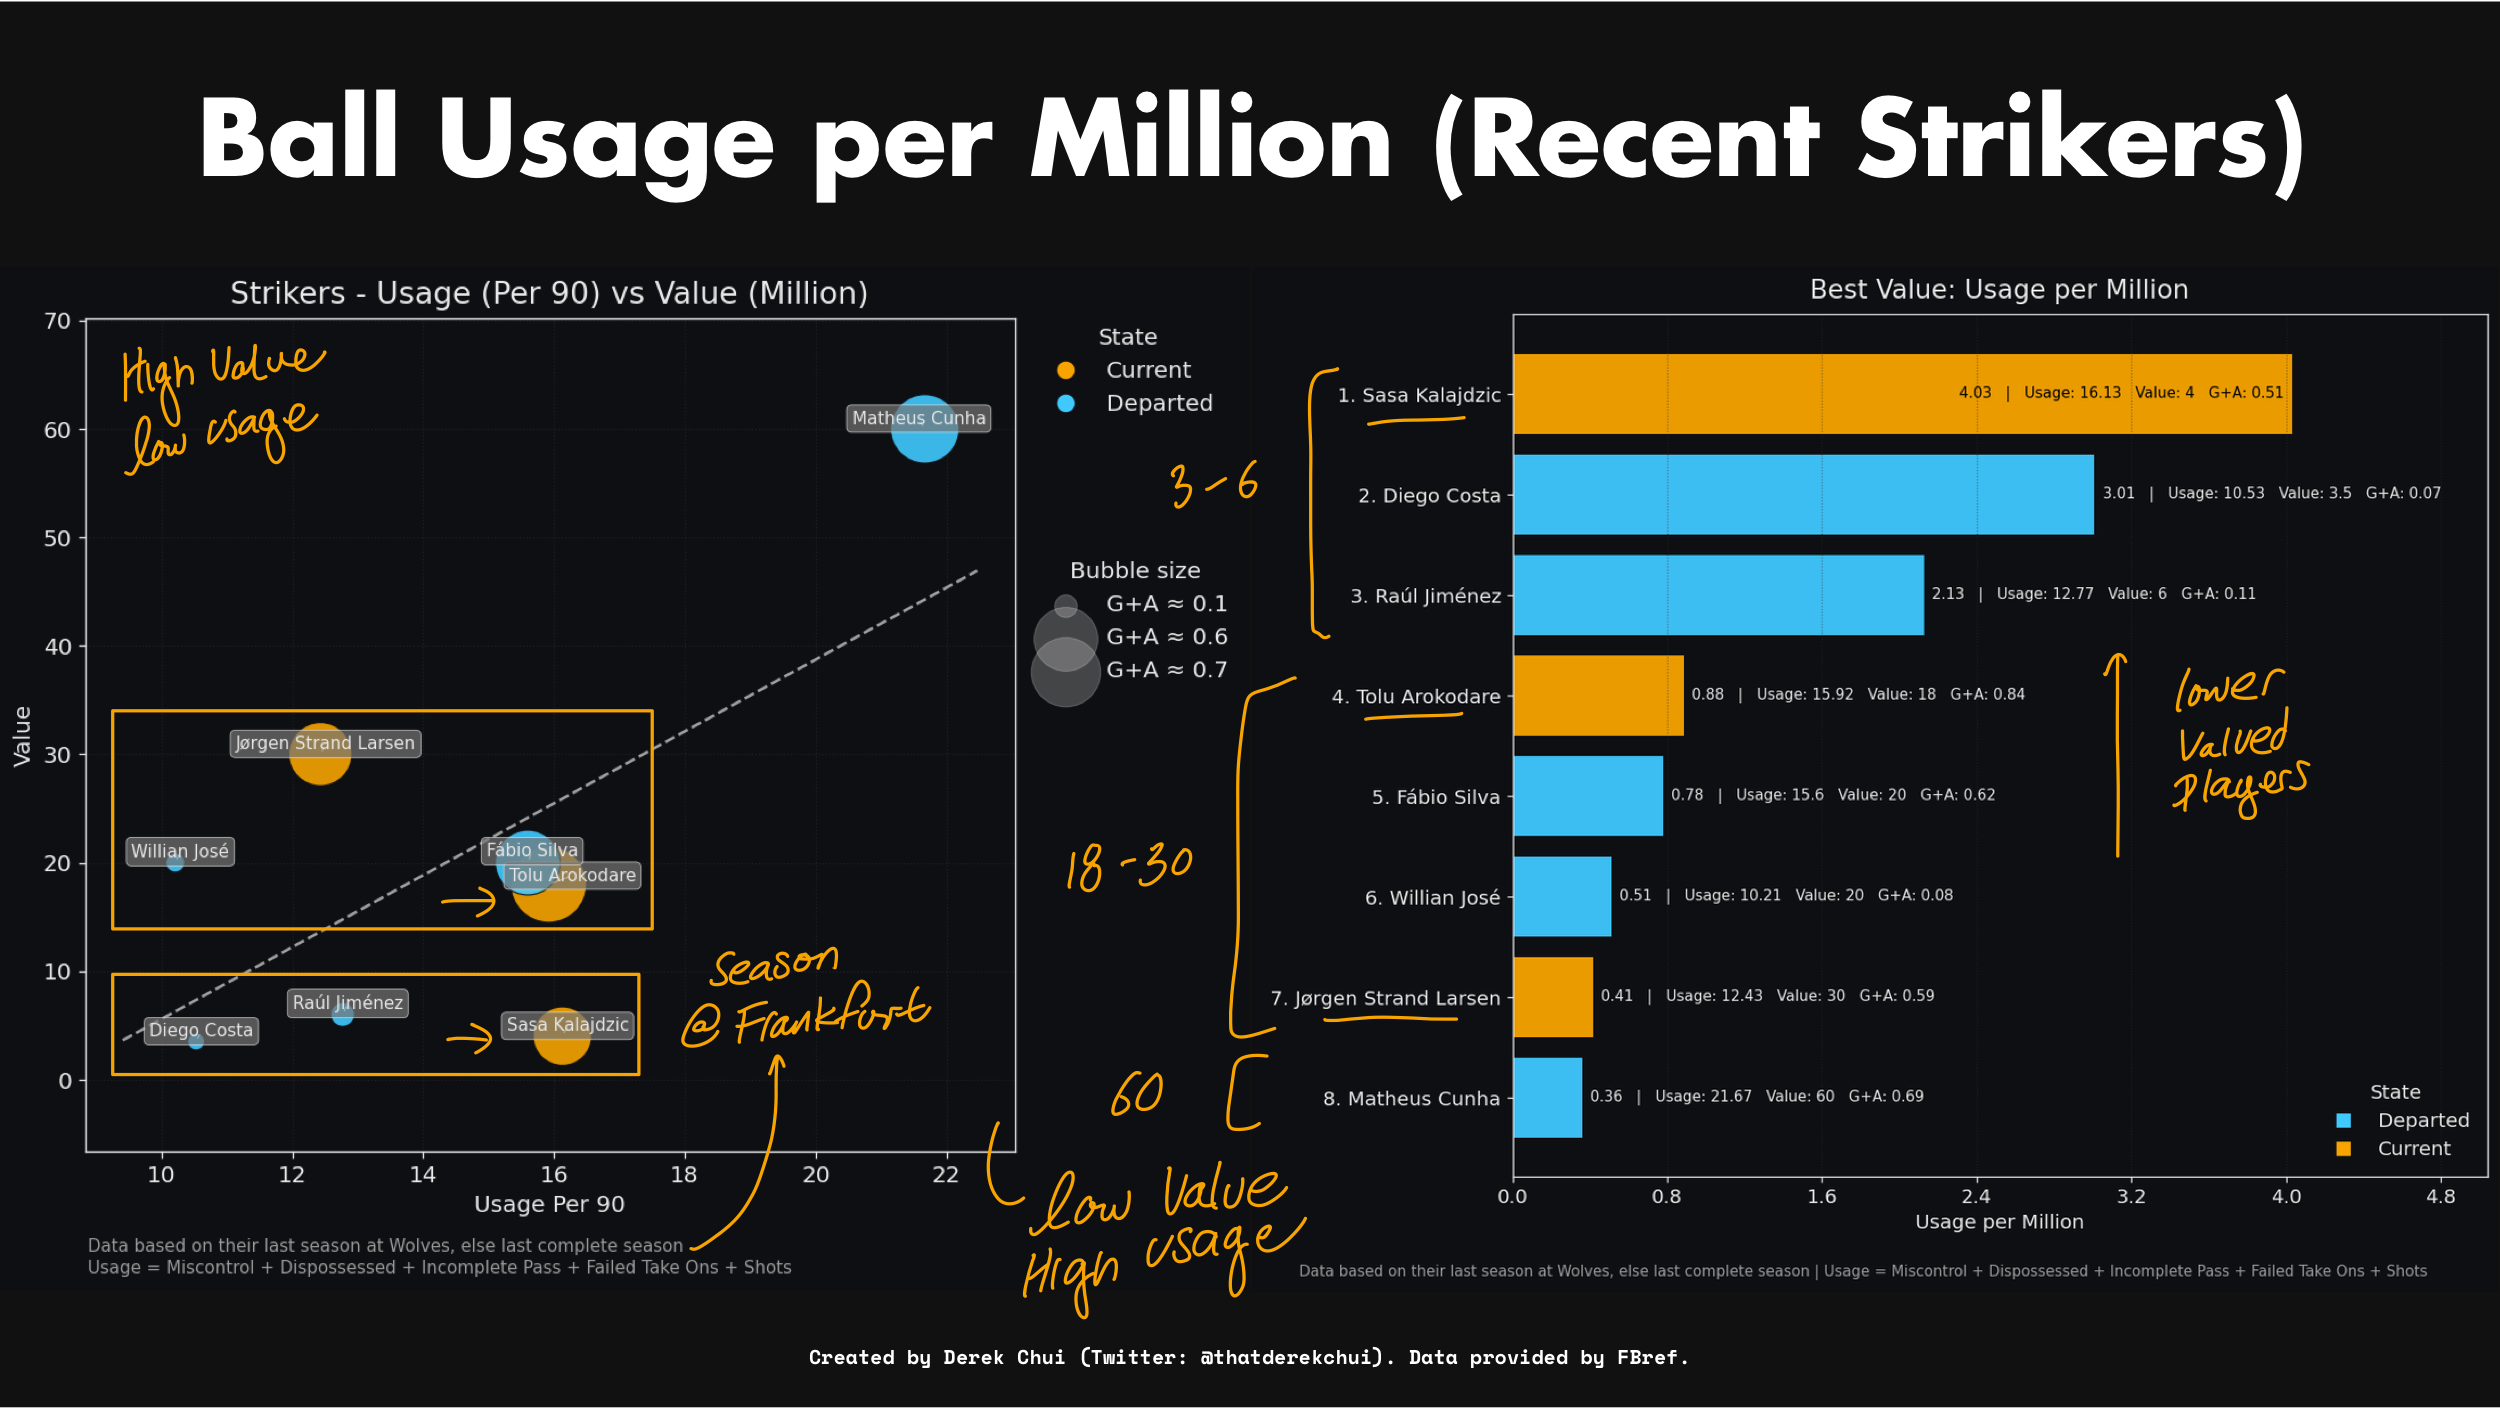 Ball Usage per Million (Recent Strikers)
Strikers - Usage (Per 90) vs Value (Million)
70
60
50
40
30
20
10
0
Value
High Value
low usage
Matheus Cunha
Jørgen Strand Larsen
Willian José
Fábio Silva
Tolu Arokodare
Raúl Jiménez
Diego Costa
Sasa Kalajdzic
Season
@ Frankfurt
10 12 14 16 18 20 22
Usage Per 90
Data based on their last season at Wolves, else last complete season
Usage = Miscontrol + Dispossessed + Incomplete Pass + Failed Take Ons + Shots
State
Current
Departed
Bubble size
G+A ≈ 0.1
G+A ≈ 0.6
G+A ≈ 0.7
3-6
18-30
60
low Value
High usage
Best Value: Usage per Million
1. Sasa Kalajdzic 4.03 | Usage: 16.13 Value: 4 G+A: 0.51
2. Diego Costa 3.01 | Usage: 10.53 Value: 3.5 G+A: 0.07
3. Raúl Jiménez 2.13 | Usage: 12.77 Value: 6 G+A: 0.11
4. Tolu Arokodare 0.88 | Usage: 15.92 Value: 18 G+A: 0.84
5. Fábio Silva 0.78 | Usage: 15.6 Value: 20 G+A: 0.62
6. Willian José 0.51 | Usage: 10.21 Value: 20 G+A: 0.08
7. Jørgen Strand Larsen 0.41 | Usage: 12.43 Value: 30 G+A: 0.59
8. Matheus Cunha 0.36 | Usage: 21.67 Value: 60 G+A: 0.69
lower
Valued
Players
State
Departed
Current
0.0 0.8 1.6 2.4 3.2 4.0 4.8
Usage per Million
Data based on their last season at Wolves, else last complete season | Usage = Miscontrol + Dispossessed + Incomplete Pass + Failed Take Ons + Shots
Created by Derek Chui (Twitter: @thatderekchui). Data provided by FBref.